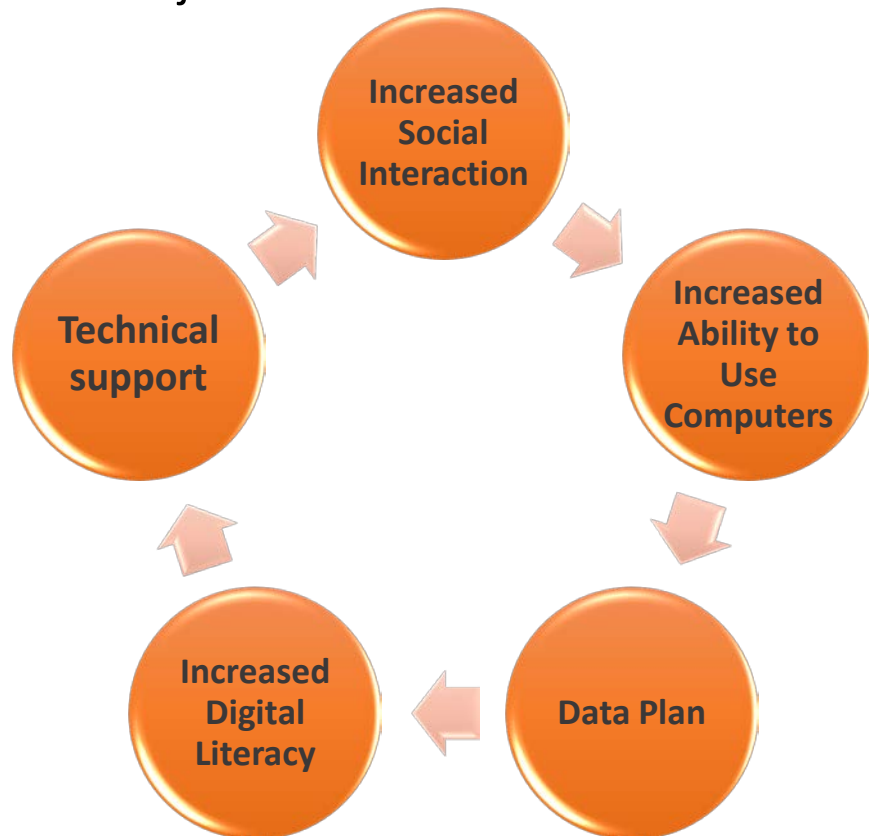 Increased
Social
Interaction
Increased
Ability to
Use
Computers
Data Plan
Increased
Digital
Literacy
Technical
support